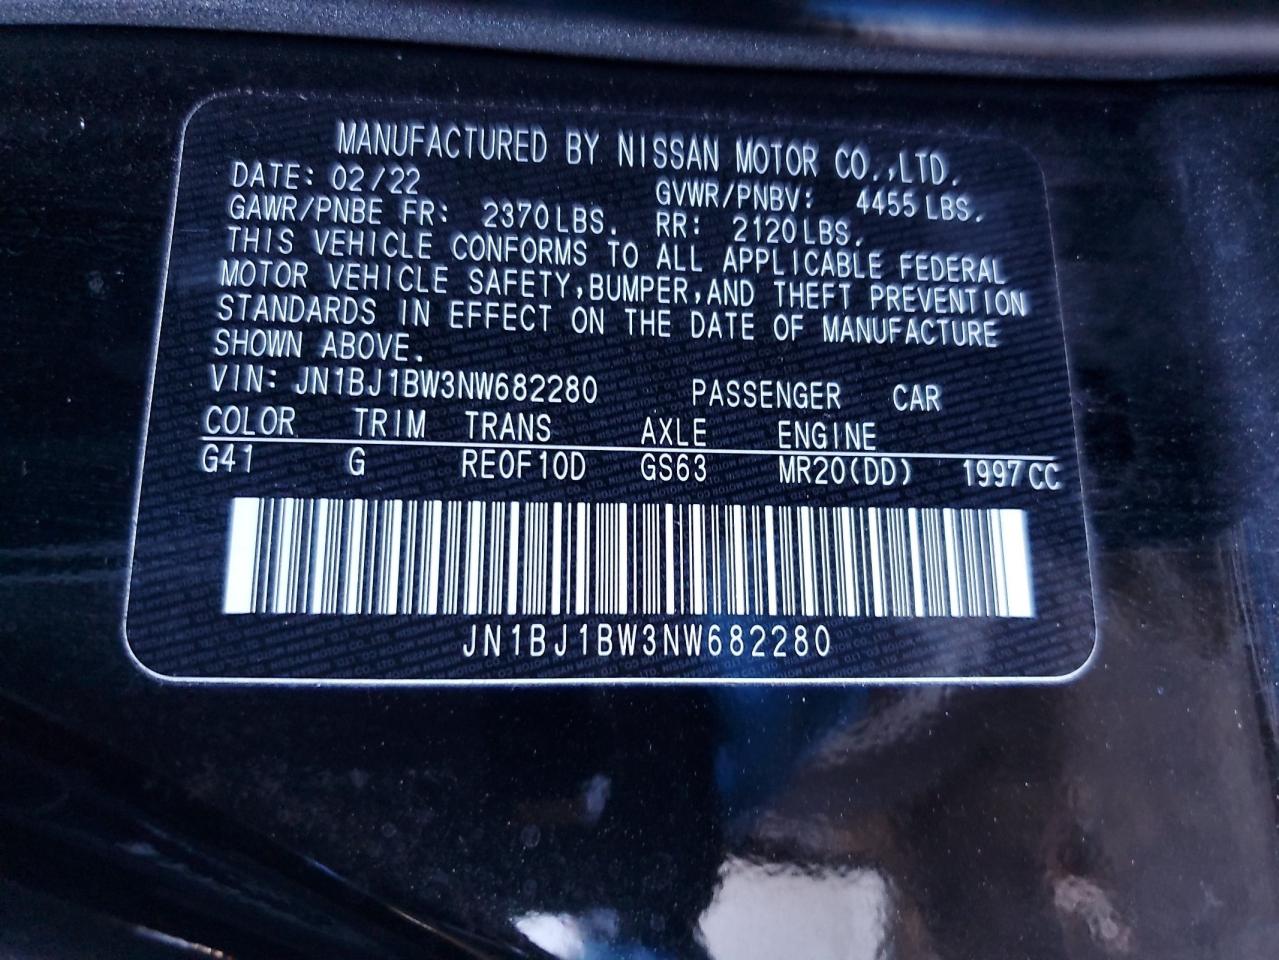 MANUFACTURED BY NISSAN MOTOR CO.,LTD.
DATE: 02/22 GVWR/PNBV: 4455LBS.
GAWR/PNBE FR: 2370LBS. RR: 2120LBS.
THIS VEHICLE CONFORMS TO ALL APPLICABLE FEDERAL
MOTOR VEHICLE SAFETY,BUMPER,AND THEFT PREVENTION
STANDARDS IN EFFECT ON THE DATE OF MANUFACTURE
SHOWN ABOVE.
VIN: JN1BJ1BW3NW682280 PASSENGER CAR
COLOR TRIM TRANS AXLE ENGINE
G41 G RE0F10D GS63 MR20(DD) 1997CC
JN1BJ1BW3NW682280